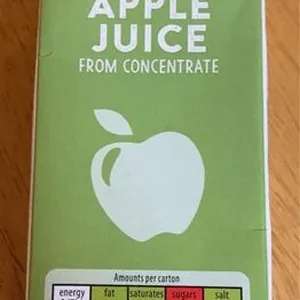 APPLE
JUICE
FROM CONCENTRATE
Amounts per carton
energy fat saturates sugars salt